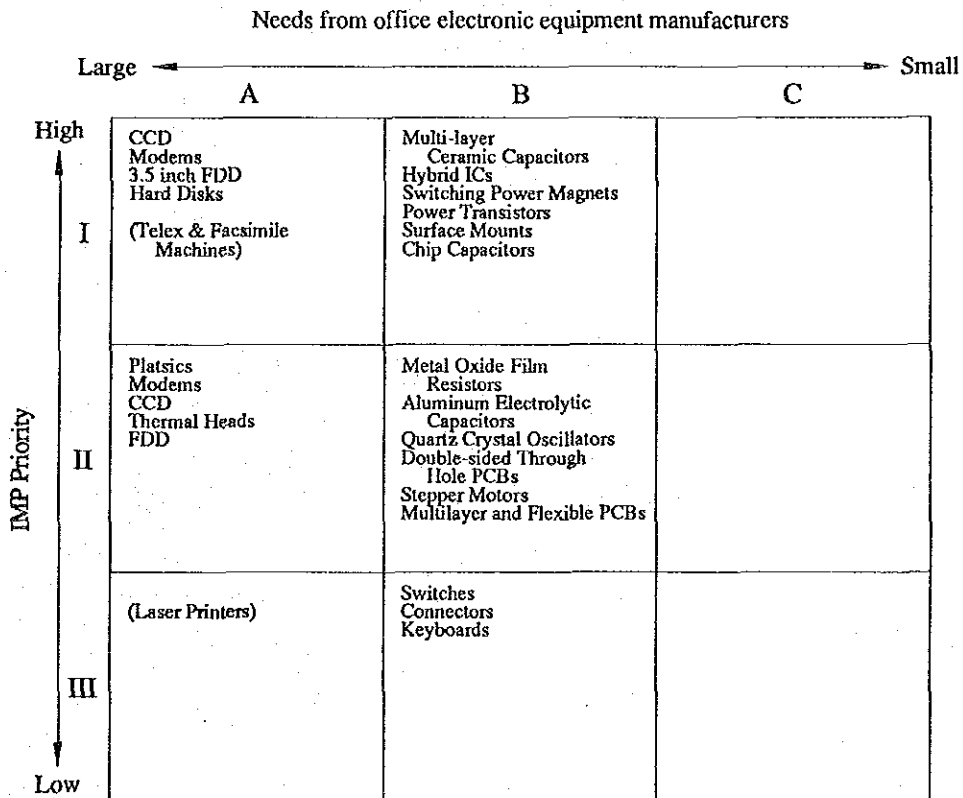 Needs from office electronic equipment manufacturers
Large
Small
A
B
C
High
I
CCD
Modems
3.5 inch FDD
Hard Disks
(Telex & Facsimile
Machines)
Multi-layer
Ceramic Capacitors
Hybrid ICs
Switching Power Magnets
Power Transistors
Surface Mounts
Chip Capacitors
IMP Priority
II
Platsics
Modems
CCD
Thermal Heads
FDD
Metal Oxide Film
Resistors
Aluminum Electrolytic
Capacitors
Quartz Crystal Oscillators
Double-sided Through
Hole PCBs
Stepper Motors
Multilayer and Flexible PCBs
III
(Laser Printers)
Switches
Connectors
Keyboards
Low